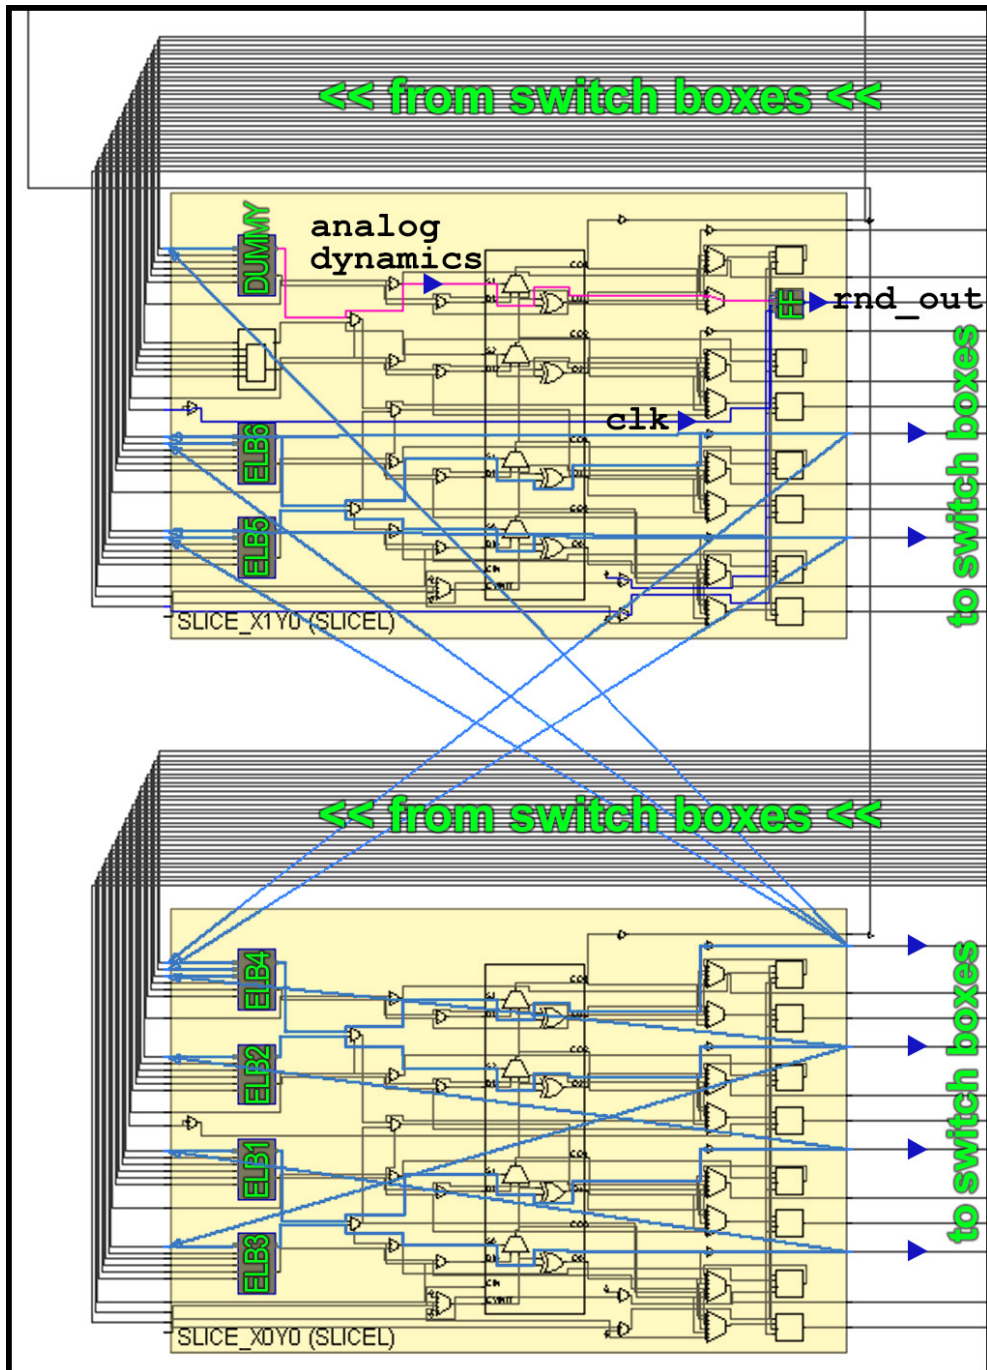 << from switch boxes <<
DUMMY
analog
dynamics
FF
rnd_out
clk
ELB6
ELB5
to switch boxes
SLICE_X1Y0 (SLICEL)
<< from switch boxes <<
ELB4
ELB2
ELB1
ELB3
to switch boxes
SLICE_X0Y0 (SLICEL)